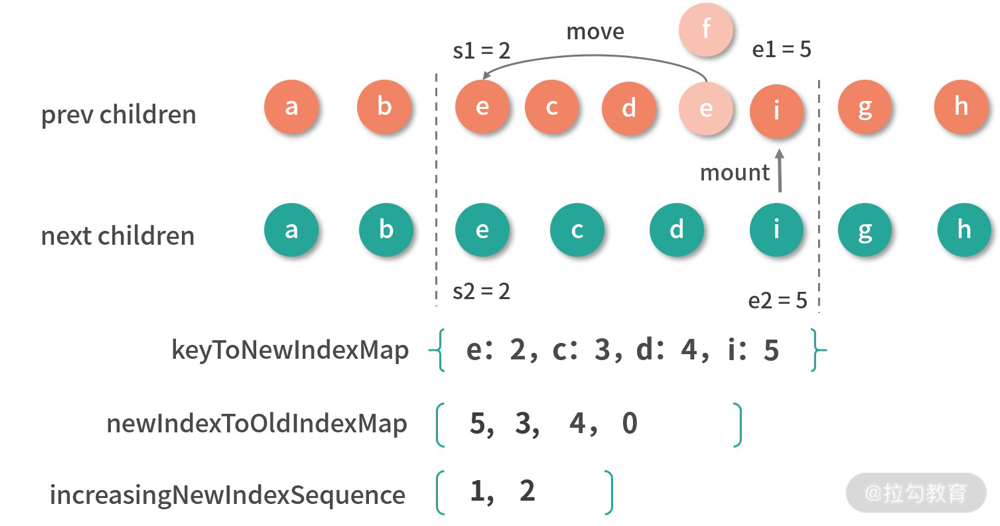 move
f
s1 = 2
e1 = 5
prev children
a b e c d e i g h
mount
next children
a b e c d i g h
s2 = 2
e2 = 5
keyToNewIndexMap { e: 2, c: 3, d: 4, i: 5 }
newIndexToOldIndexMap [ 5, 3, 4, 0 ]
increasingNewIndexSequence [ 1, 2 ]
@拉勾教育